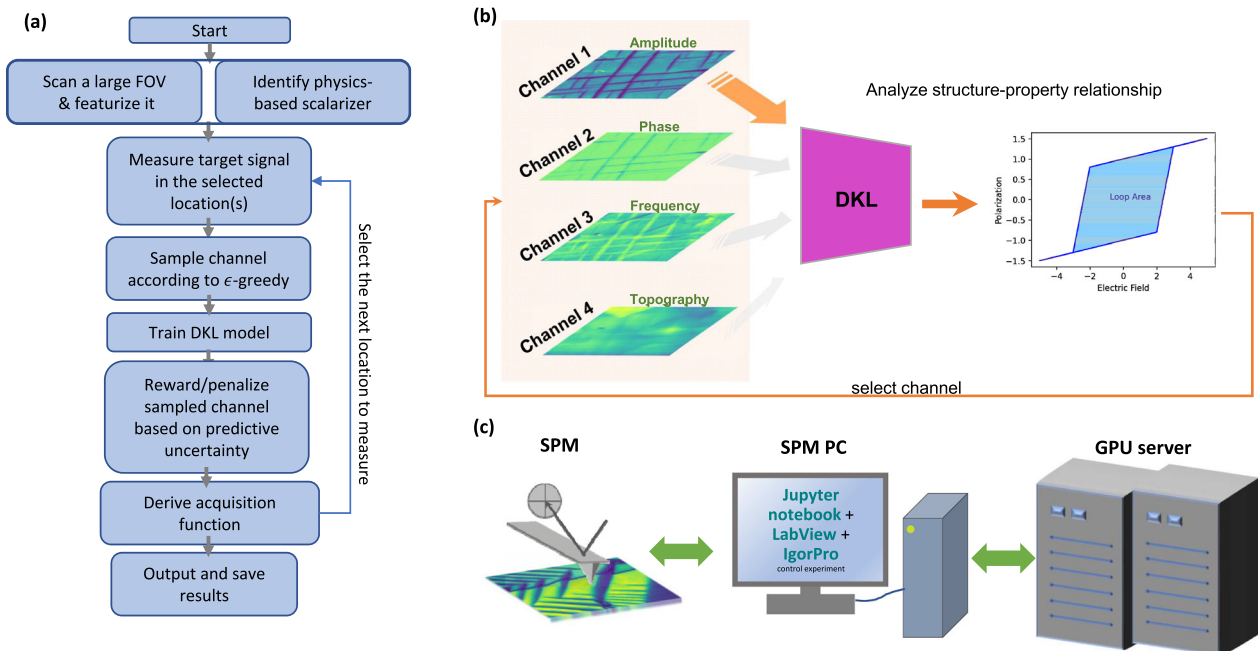 (a)
Start
Scan a large FOV
& featurize it
Identify physics-
based scalarizer
Measure target signal
in the selected
location(s)
Sample channel
according to ϵ-greedy
Train DKL model
Reward/penalize
sampled channel
based on predictive
uncertainty
Derive acquisition
function
Output and save
results
Select the next location to measure
(b)
Channel 1
Amplitude
Channel 2
Phase
Channel 3
Frequency
Channel 4
Topography
DKL
Analyze structure-property relationship
1.5
1.0
0.5
0.0
−0.5
−1.0
−1.5
Polarization
Loop Area
−4
−2
0
2
4
Electric Field
select channel
(c)
SPM
SPM PC
GPU server
Jupyter
notebook +
LabView +
IgorPro
control experiment